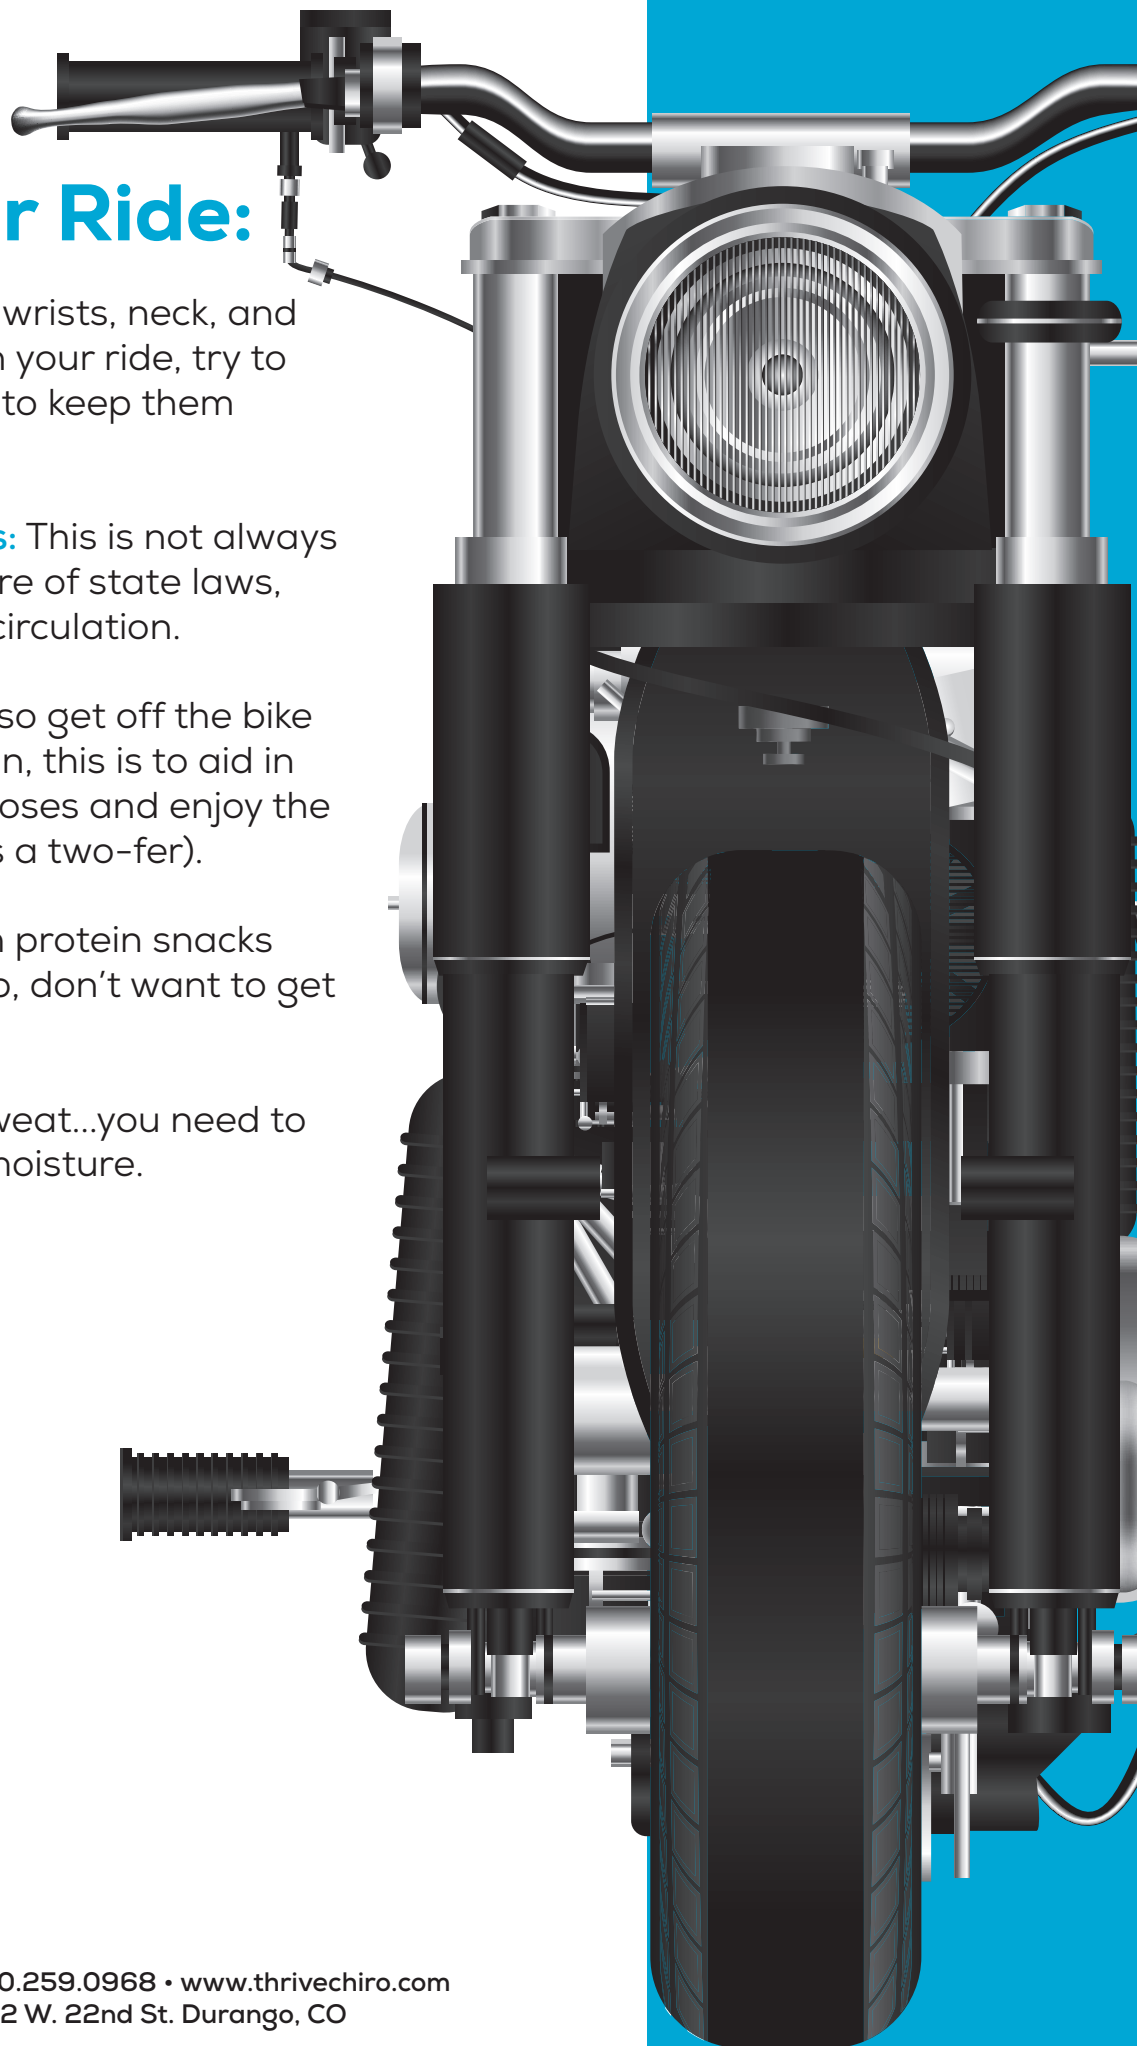 r Ride:
wrists, neck, and
n your ride, try to
to keep them
s: This is not always
re of state laws,
circulation.
so get off the bike
n, this is to aid in
oses and enjoy the
s a two-fer).
n protein snacks
o, don't want to get
weat...you need to
moisture.
0.259.0968 • www.thrivechiro.com
2 W. 22nd St. Durango, CO